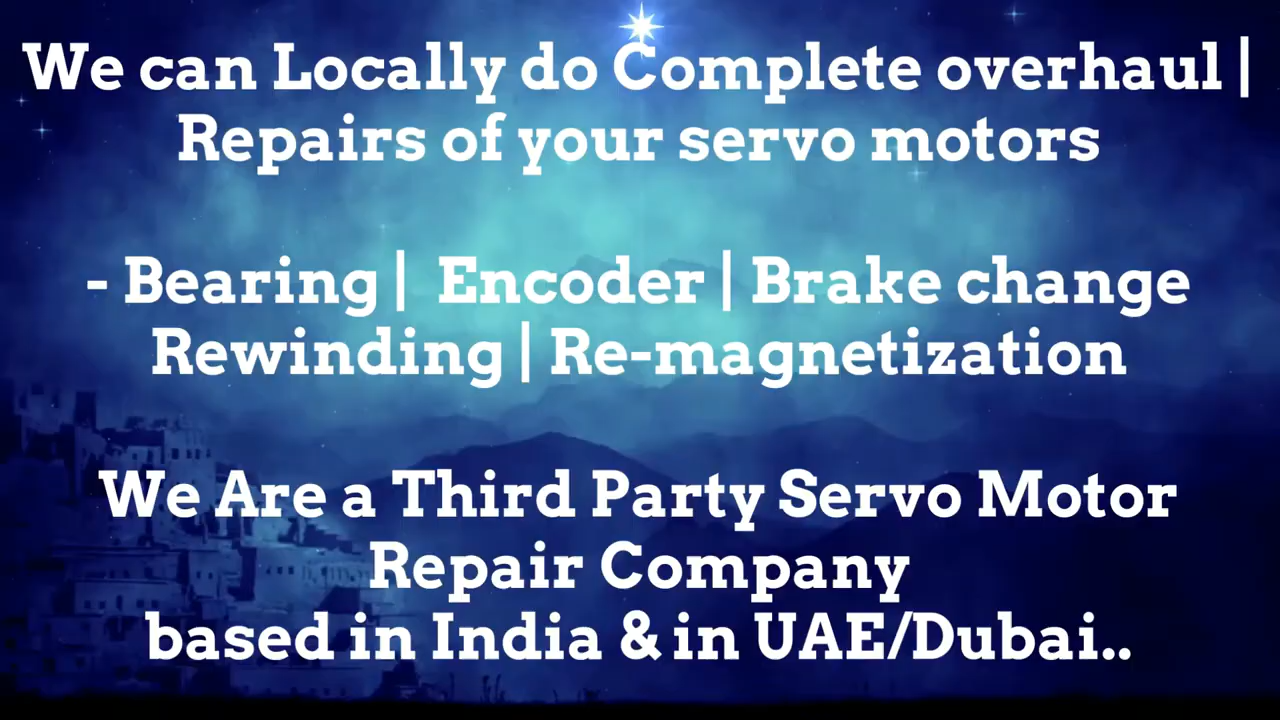 We can Locally do Complete overhaul |
Repairs of your servo motors
- Bearing | Encoder | Brake change
Rewinding | Re-magnetization
We Are a Third Party Servo Motor
Repair Company
based in India & in UAE/Dubai..